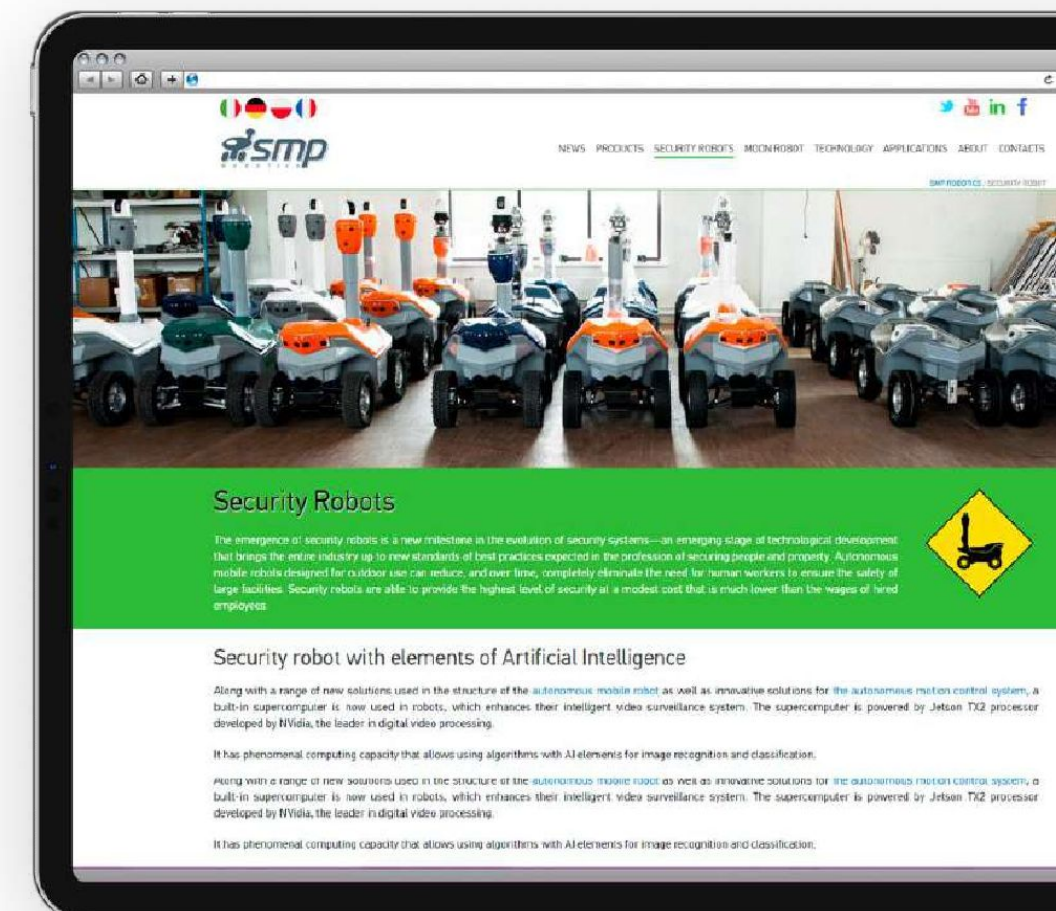 smp
ROBOTICS
NEWS PRODUCTS SECURITY ROBOTS MOON ROBOT TECHNOLOGY APPLICATIONS ABOUT CONTACTS
SMP ROBOTICS / SECURITY ROBOT
Security Robots
The emergence of security robots is a new milestone in the evolution of security systems—an emerging stage of technological development
that brings the entire industry up to new standards of best practices expected in the profession of securing people and property. Autonomous
mobile robots designed for outdoor use can reduce, and over time, completely eliminate the need for human workers to ensure the safety of
large facilities. Security robots are able to provide the highest level of security at a modest cost that is much lower than the wages of hired
employees
Security robot with elements of Artificial Intelligence
Along with a range of new solutions used in the structure of the autonomous mobile robot as well as innovative solutions for the autonomous motion control system, a
built-in supercomputer is now used in robots, which enhances their intelligent video surveillance system. The supercomputer is powered by Jetson TX2 processor
developed by NVidia, the leader in digital video processing.
It has phenomenal computing capacity that allows using algorithms with AI elements for image recognition and classification.
Along with a range of new solutions used in the structure of the autonomous mobile robot as well as innovative solutions for the autonomous motion control system, a
built-in supercomputer is now used in robots, which enhances their intelligent video surveillance system. The supercomputer is powered by Jetson TX2 processor
developed by NVidia, the leader in digital video processing.
It has phenomenal computing capacity that allows using algorithms with AI elements for image recognition and classification.